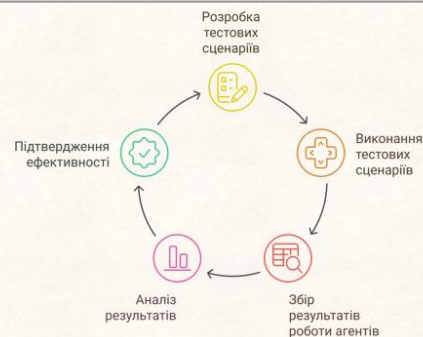 Розробка
тестових
сценаріїв
Виконання
тестових
сценаріїв
Збір
результатів
роботи агентів
Аналіз
результатів
Підтвердження
ефективності